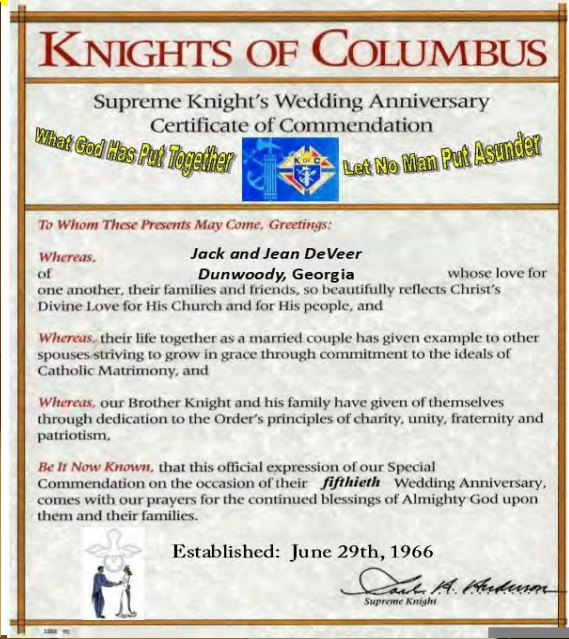 KNIGHTS OF COLUMBUS
Supreme Knight's Wedding Anniversary
Certificate of Commendation
What God Has Put Together
K OF C
Let No Man Put Asunder
To Whom These Presents May Come, Greetings:
Whereas, Jack and Jean DeVeer
of Dunwoody, Georgia whose love for
one another, their families and friends, so beautifully reflects Christ's
Divine Love for His Church and for His people, and
Whereas, their life together as a married couple has given example to other
spouses striving to grow in grace through commitment to the ideals of
Catholic Matrimony, and
Whereas, our Brother Knight and his family have given of themselves
through dedication to the Order's principles of charity, unity, fraternity and
patriotism,
Be It Now Known, that this official expression of our Special
Commendation on the occasion of their fifthieth Wedding Anniversary,
comes with our prayers for the continued blessings of Almighty God upon
them and their families.
Established: June 29th, 1966
Supreme Knight